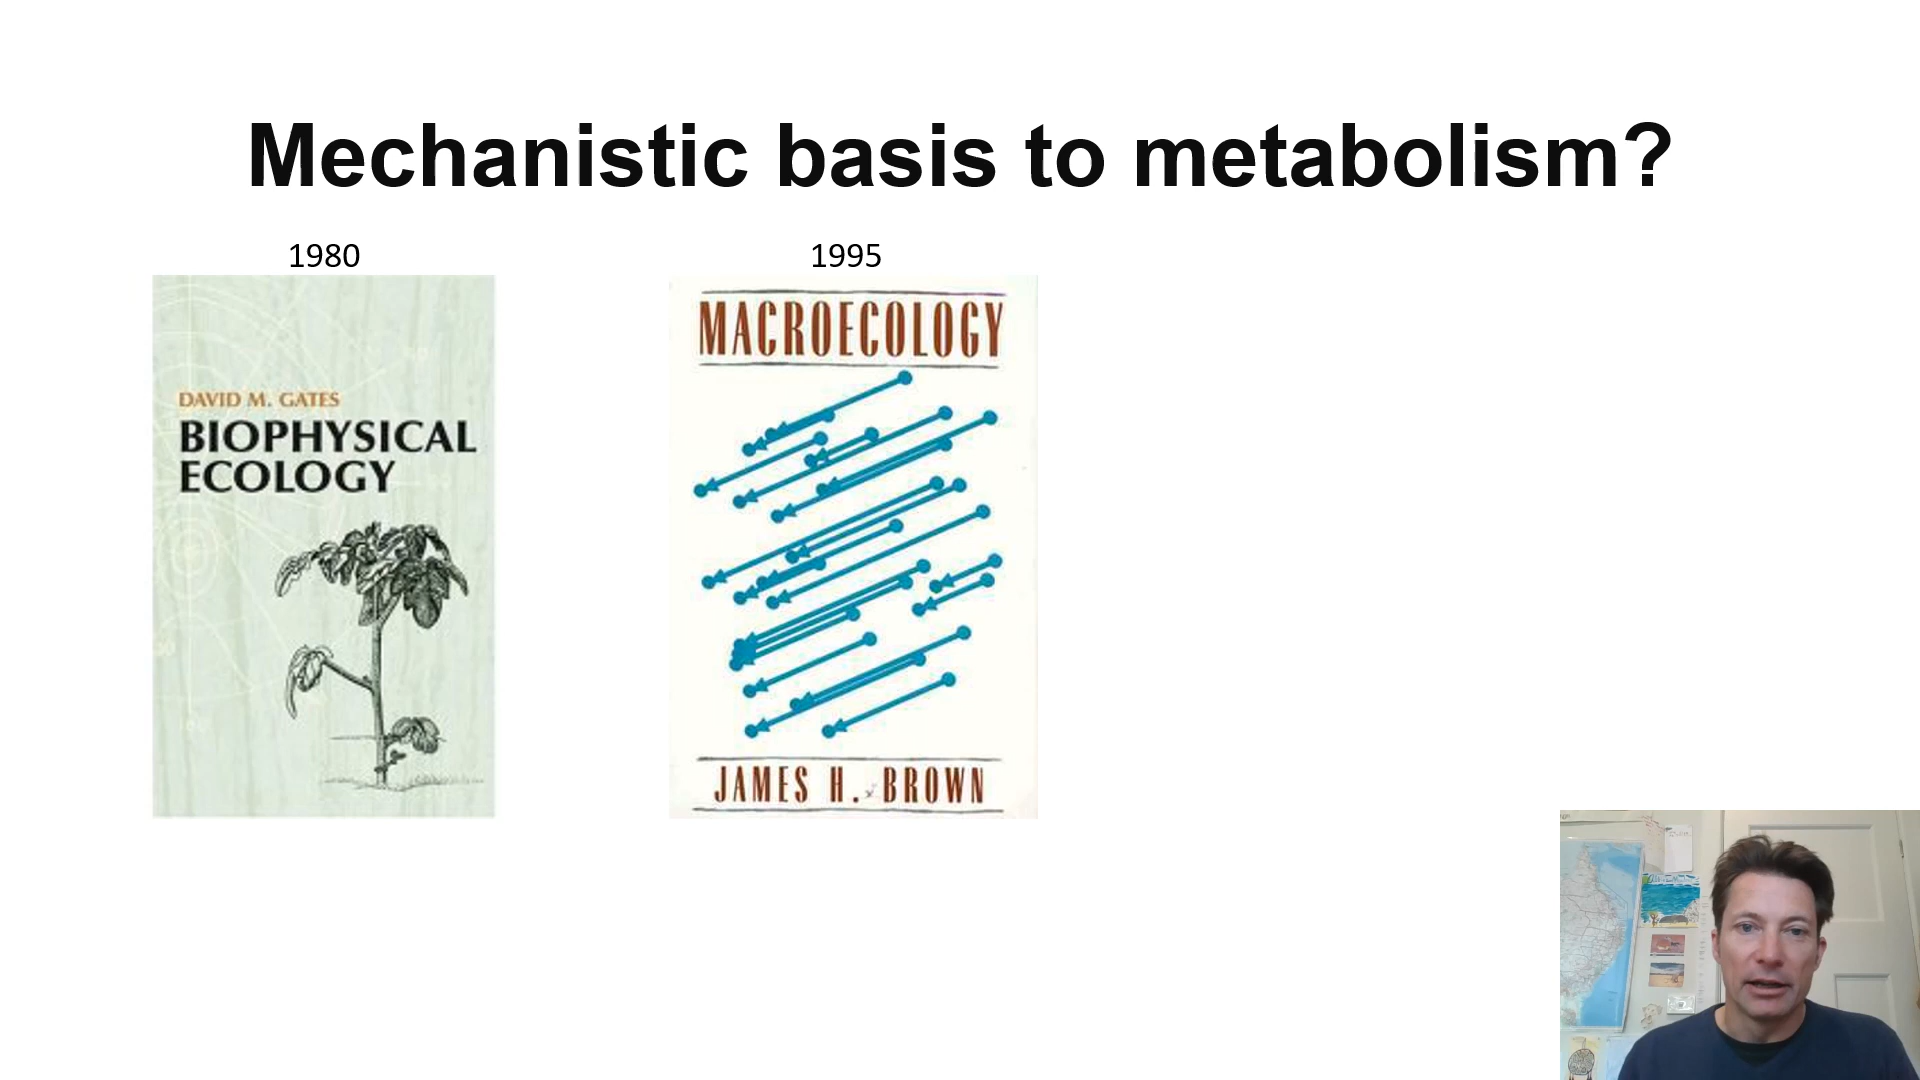 Mechanistic basis to metabolism?
1980
1995
DAVID M. GATES
BIOPHYSICAL
ECOLOGY
MACROECOLOGY
JAMES H. BROWN